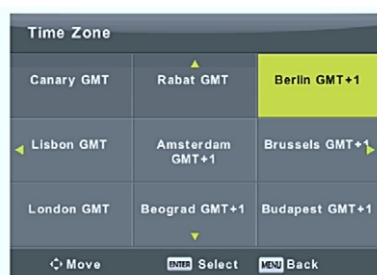 Time Zone
Canary GMT
Rabat GMT
Berlin GMT+1
Lisbon GMT
Amsterdam
GMT+1
Brussels GMT+1
London GMT
Beograd GMT+1
Budapest GMT+1
Move
ENTER Select
MENU Back